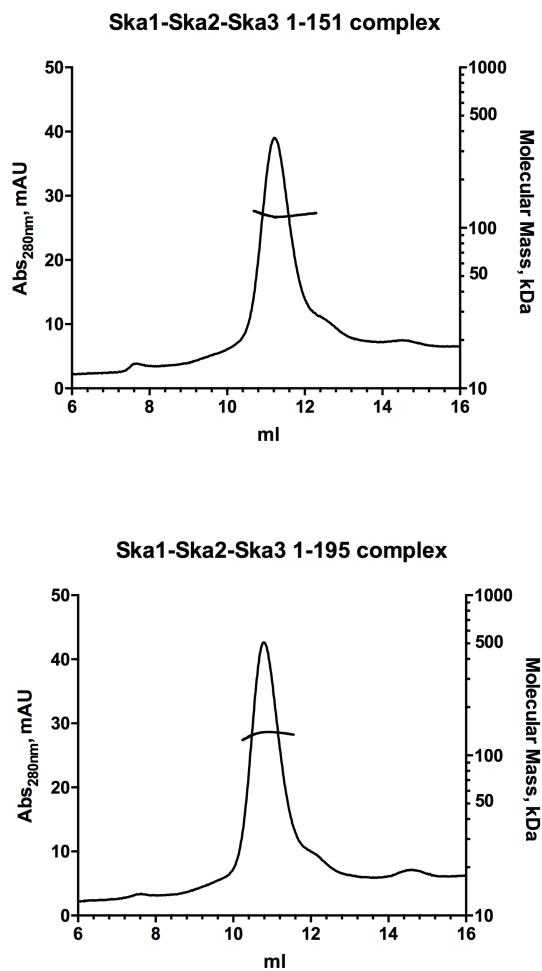 Ska1-Ska2-Ska3 1-151 complex
50
40
30
20
10
0
Abs280nm, mAU
1000
500
100
50
10
Molecular Mass, kDa
6 8 10 12 14 16
ml
Ska1-Ska2-Ska3 1-195 complex
50
40
30
20
10
0
Abs280nm, mAU
1000
500
100
50
10
Molecular Mass, kDa
6 8 10 12 14 16
ml